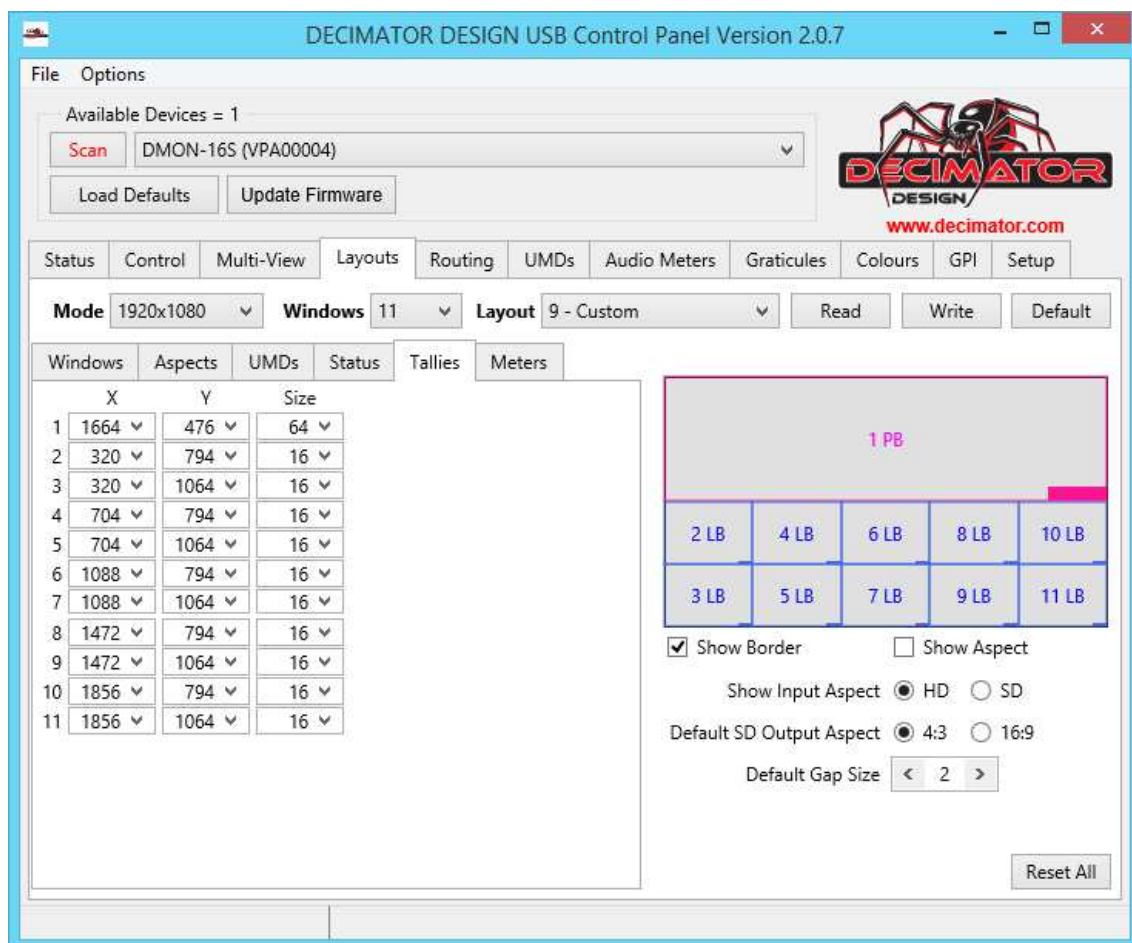 DECIMATOR DESIGN USB Control Panel Version 2.0.7
File Options
Available Devices = 1
Scan DMON-16S (VPA00004)
Load Defaults Update Firmware
DECIMATOR
DESIGN
www.decimator.com
Status Control Multi-View Layouts Routing UMDs Audio Meters Graticules Colours GPI Setup
Mode 1920x1080 Windows 11 Layout 9 - Custom Read Write Default
Windows Aspects UMDs Status Tallies Meters
X Y Size
1 1664 476 64
2 320 794 16
3 320 1064 16
4 704 794 16
5 704 1064 16
6 1088 794 16
7 1088 1064 16
8 1472 794 16
9 1472 1064 16
10 1856 794 16
11 1856 1064 16
1 PB
2 LB 4 LB 6 LB 8 LB 10 LB
3 LB 5 LB 7 LB 9 LB 11 LB
Show Border Show Aspect
Show Input Aspect HD SD
Default SD Output Aspect 4:3 16:9
Default Gap Size < 2 >
Reset All